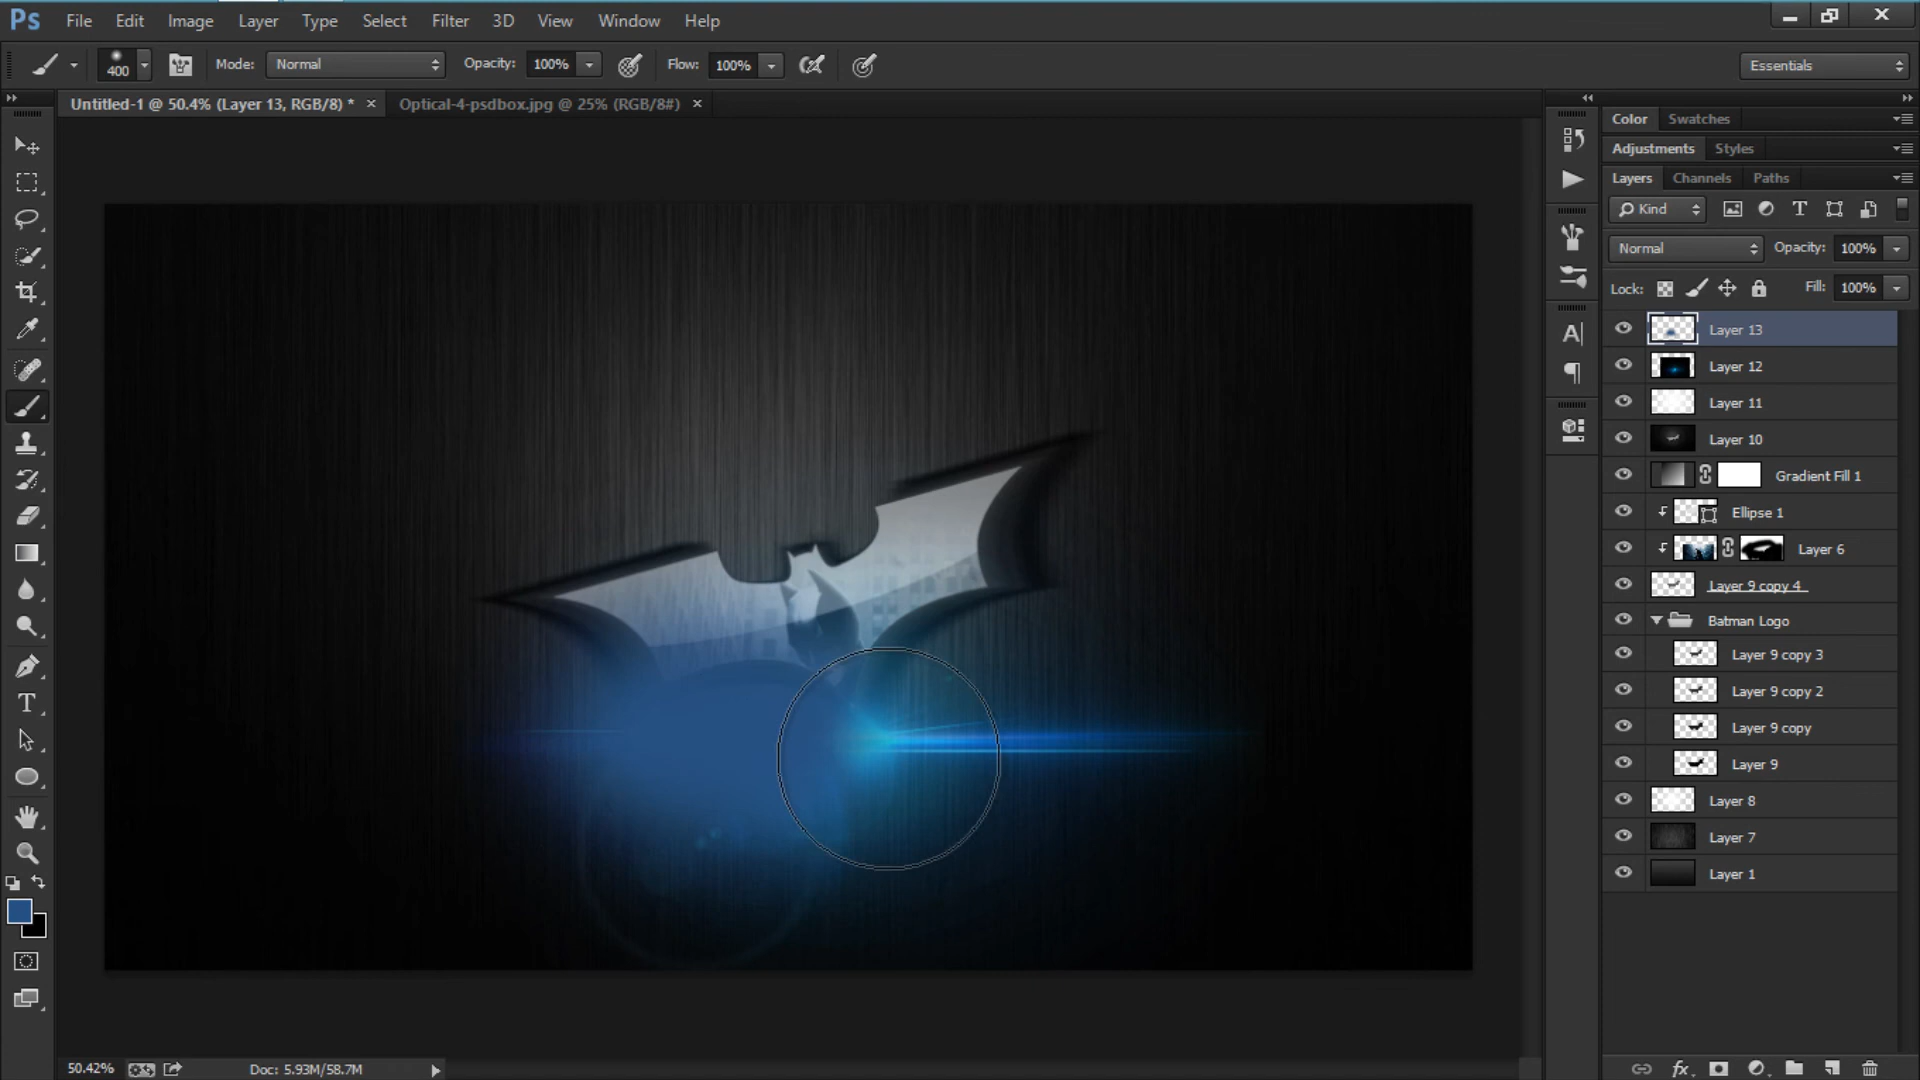 Ps File Edit Image Layer Type Select Filter 3D View Window Help
400 Mode: Normal Opacity: 100% Flow: 100% Essentials
Untitled-1 @ 50.4% (Layer 13, RGB/8) * × Optical-4-psdbox.jpg @ 25% (RGB/8#) ×
Color Swatches
Adjustments Styles
Layers Channels Paths
Kind
Normal Opacity: 100%
Lock: Fill: 100%
Layer 13
Layer 12
Layer 11
Layer 10
Gradient Fill 1
Ellipse 1
Layer 6
Layer 9 copy 4
Batman Logo
Layer 9 copy 3
Layer 9 copy 2
Layer 9 copy
Layer 9
Layer 8
Layer 7
Layer 1
50.42% Doc: 5.93M/58.7M